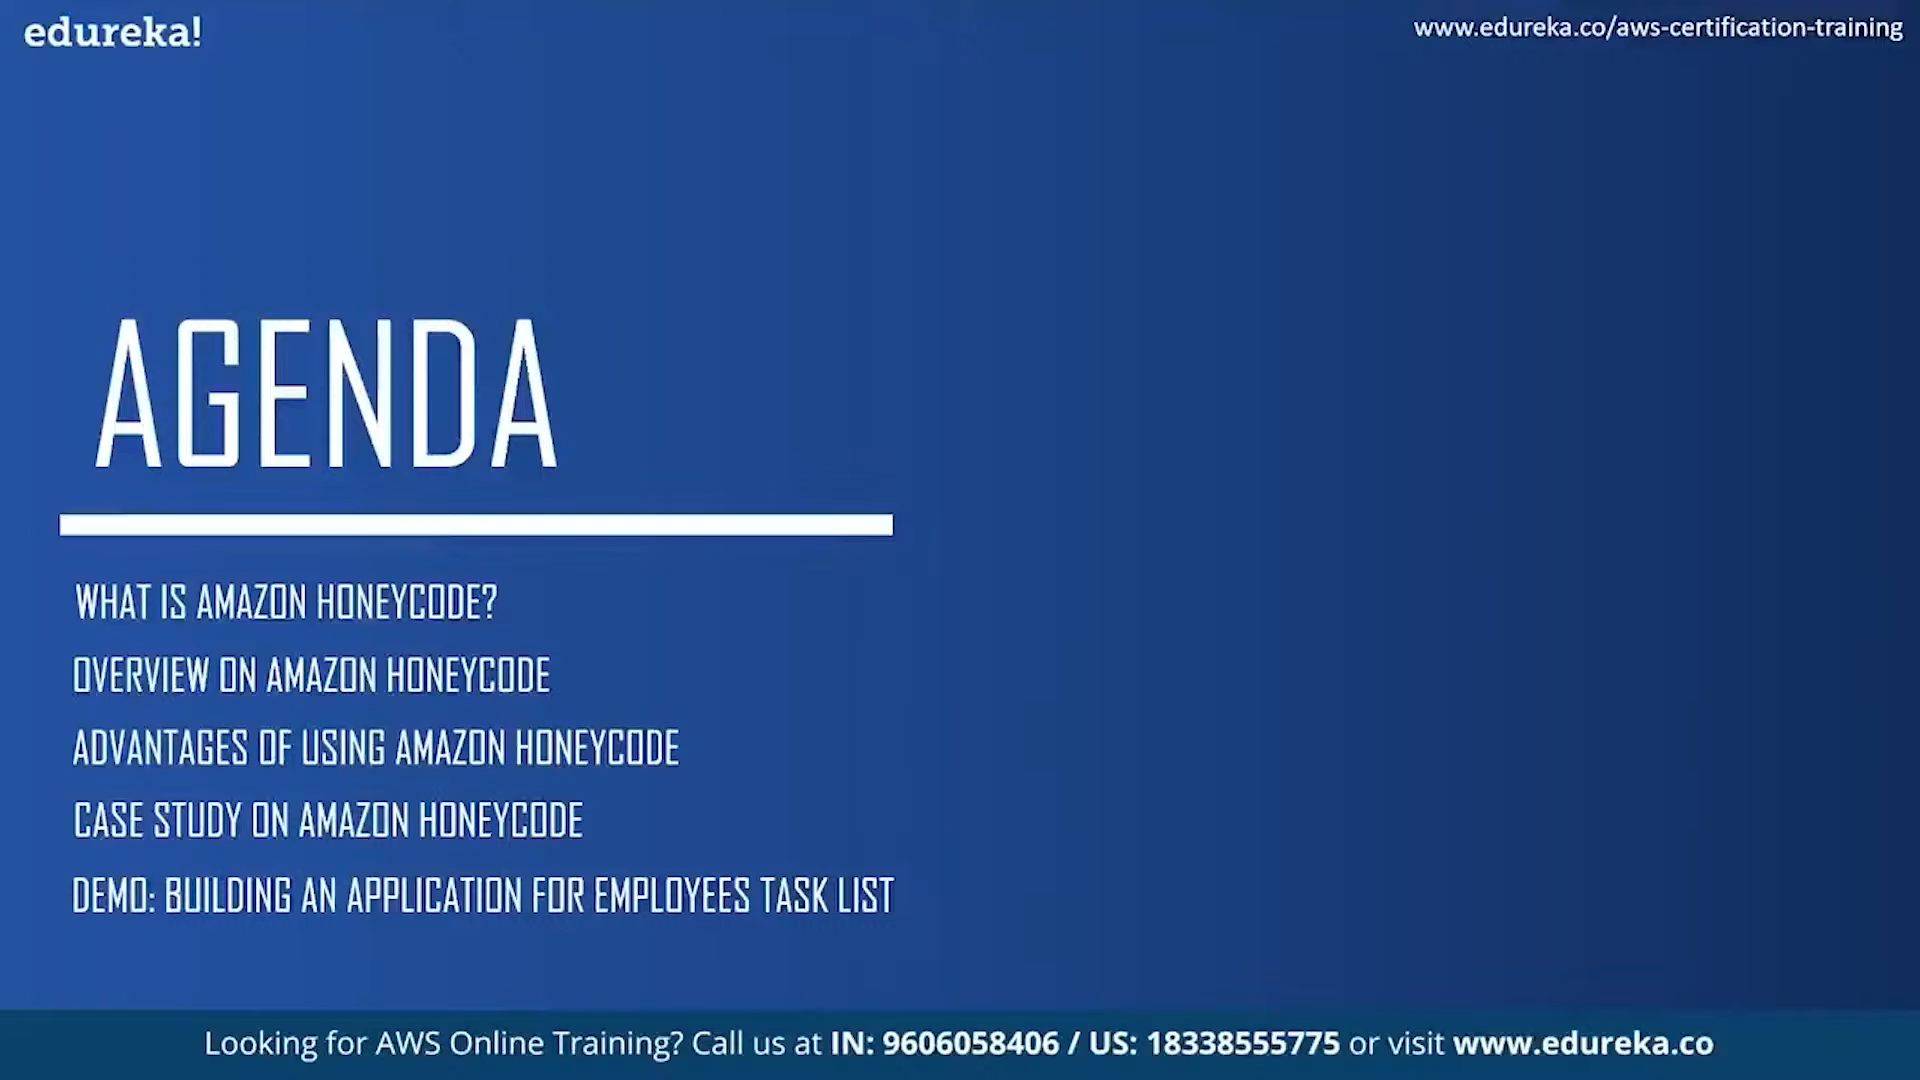 edureka!
www.edureka.co/aws-certification-training
AGENDA
WHAT IS AMAZON HONEYCODE?
OVERVIEW ON AMAZON HONEYCODE
ADVANTAGES OF USING AMAZON HONEYCODE
CASE STUDY ON AMAZON HONEYCODE
DEMO: BUILDING AN APPLICATION FOR EMPLOYEES TASK LIST
Looking for AWS Online Training? Call us at IN: 9606058406 / US: 18338555775 or visit www.edureka.co